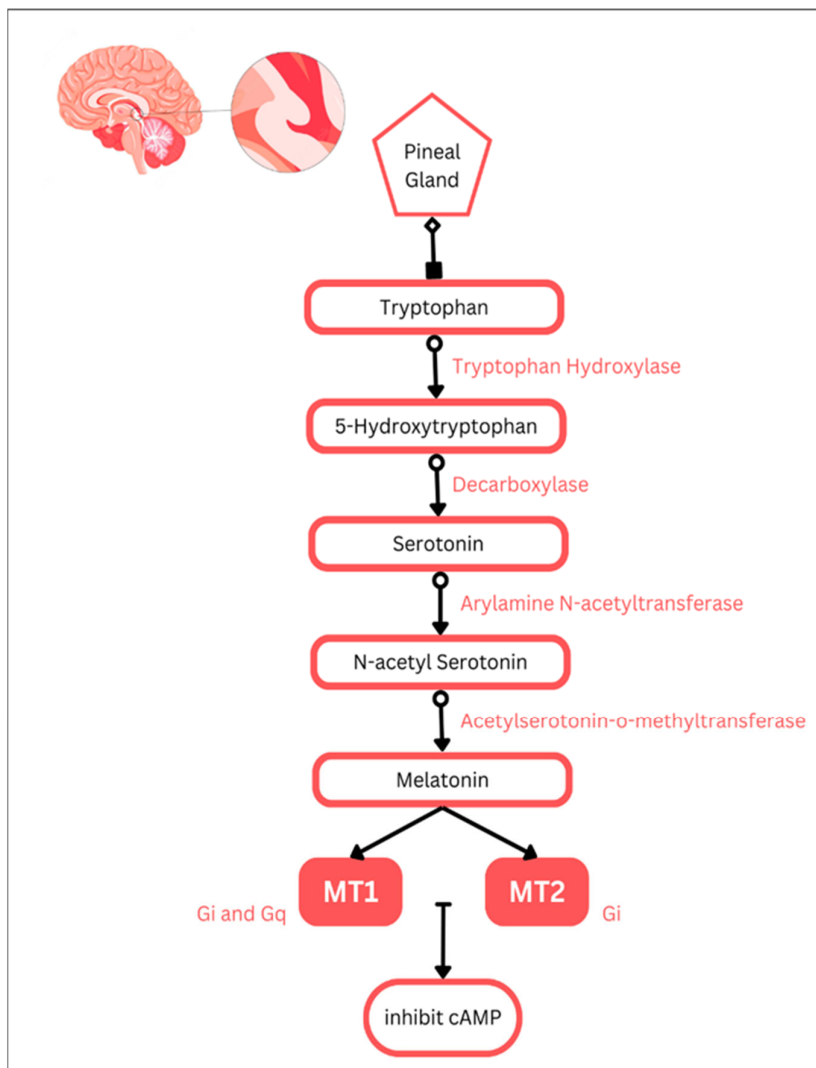 Pineal
Gland
Tryptophan
Tryptophan Hydroxylase
5-Hydroxytryptophan
Decarboxylase
Serotonin
Arylamine N-acetyltransferase
N-acetyl Serotonin
Acetylserotonin-o-methyltransferase
Melatonin
MT1
MT2
Gi and Gq
Gi
inhibit cAMP